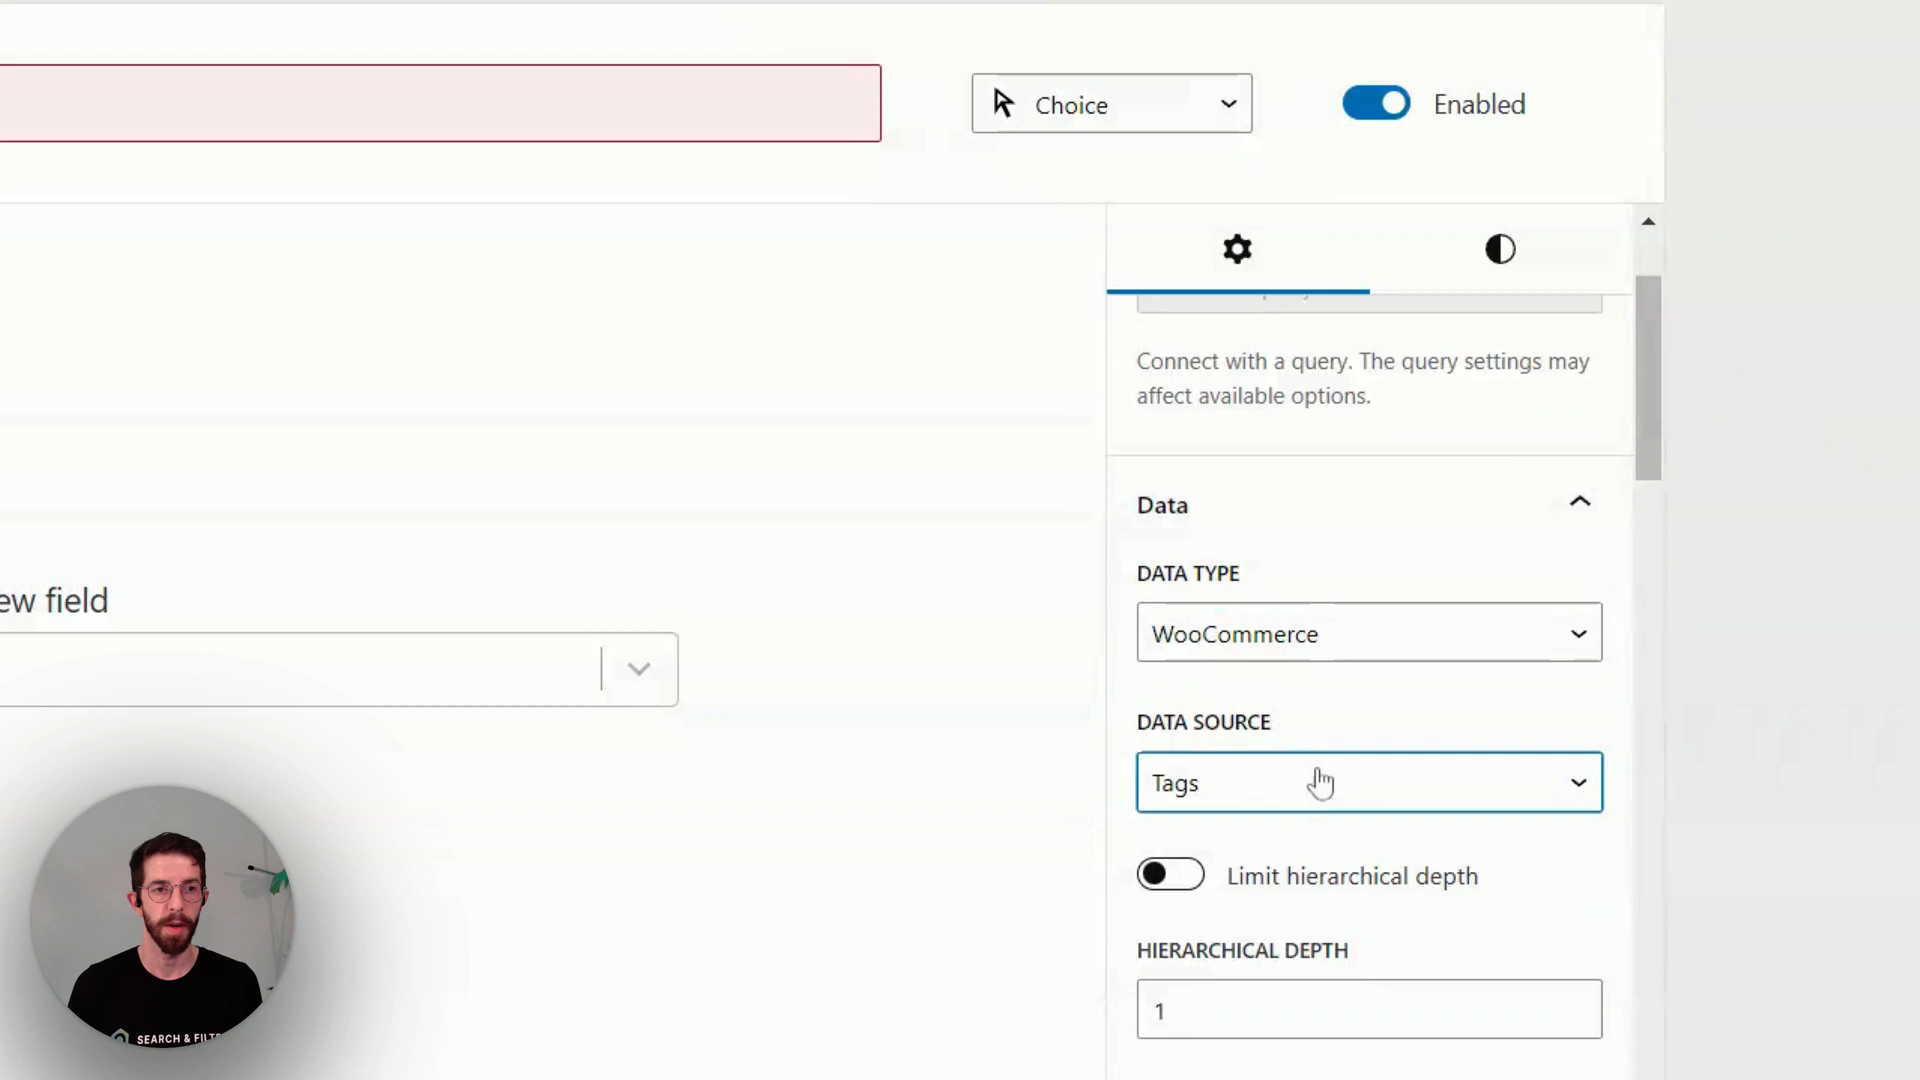 Choice
Enabled
Connect with a query. The query settings may
affect available options.
Data
DATA TYPE
WooCommerce
ew field
DATA SOURCE
Tags
Limit hierarchical depth
HIERARCHICAL DEPTH
1
SEARCH & FILT